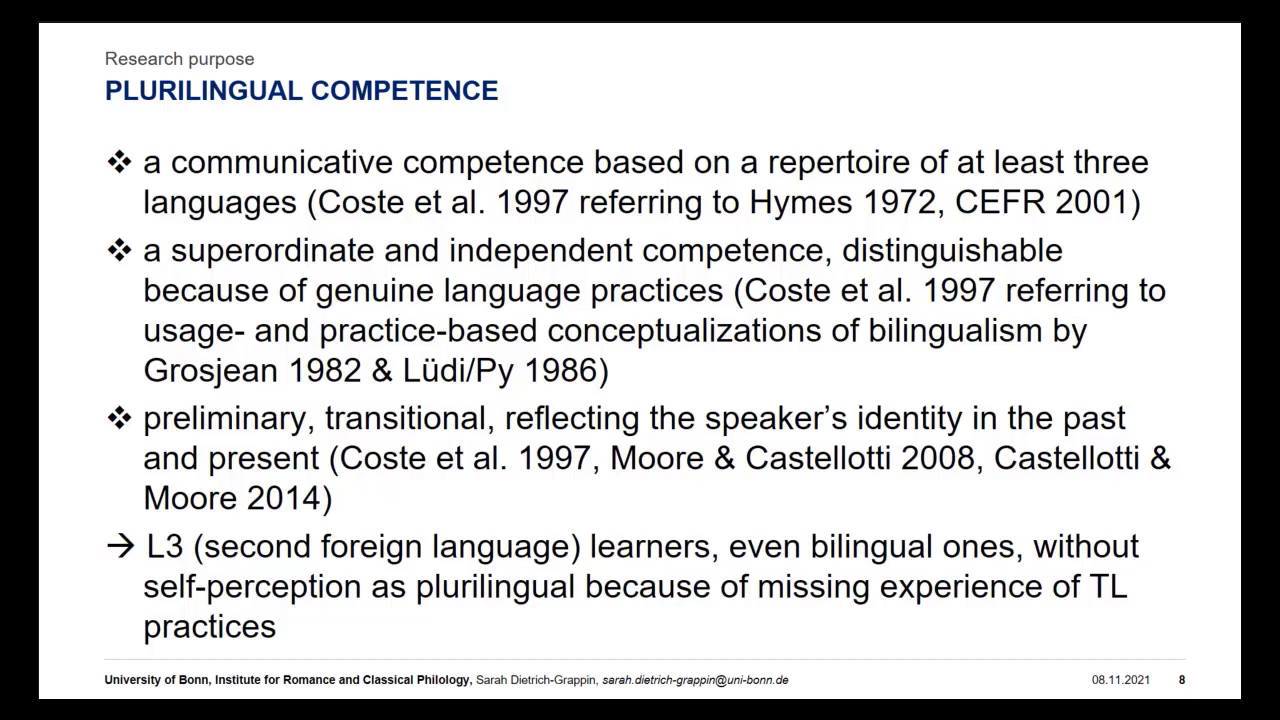 Research purpose
PLURILINGUAL COMPETENCE
❖ a communicative competence based on a repertoire of at least three
languages (Coste et al. 1997 referring to Hymes 1972, CEFR 2001)
❖ a superordinate and independent competence, distinguishable
because of genuine language practices (Coste et al. 1997 referring to
usage- and practice-based conceptualizations of bilingualism by
Grosjean 1982 & Lüdi/Py 1986)
❖ preliminary, transitional, reflecting the speaker’s identity in the past
and present (Coste et al. 1997, Moore & Castellotti 2008, Castellotti &
Moore 2014)
→ L3 (second foreign language) learners, even bilingual ones, without
self-perception as plurilingual because of missing experience of TL
practices
University of Bonn, Institute for Romance and Classical Philology, Sarah Dietrich-Grappin, sarah.dietrich-grappin@uni-bonn.de 08.11.2021 8